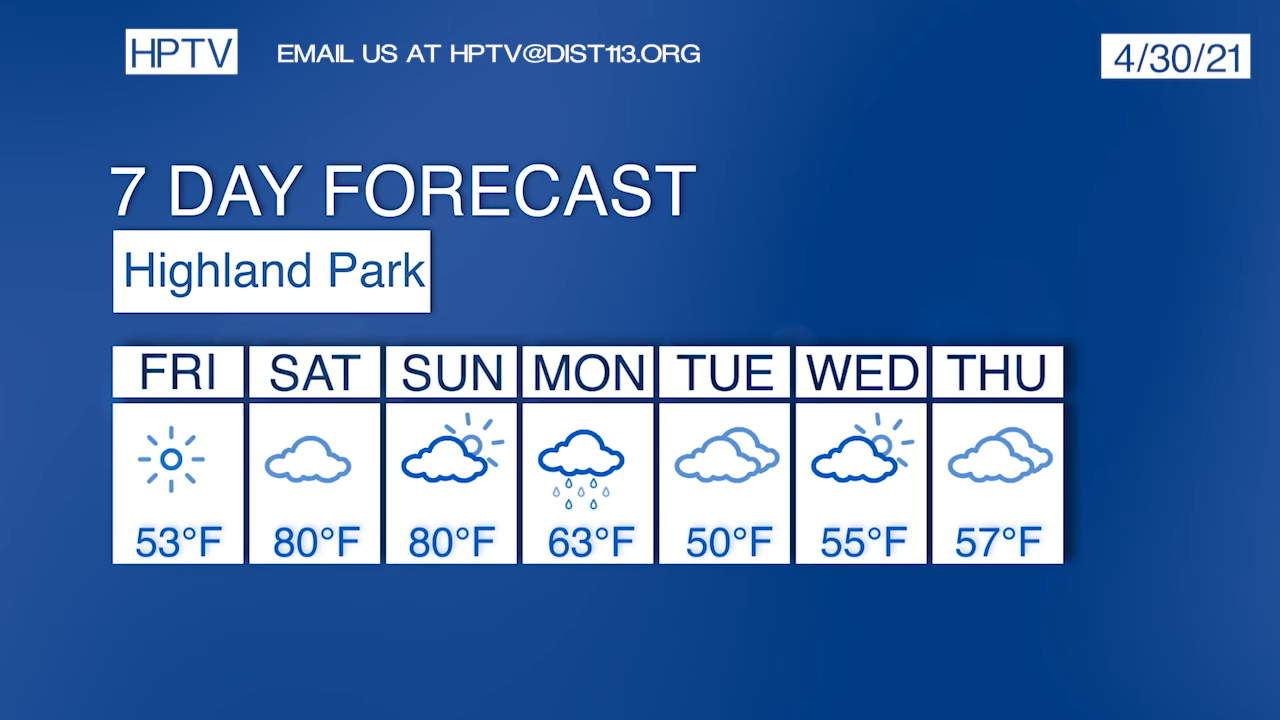 HPTV EMAIL US AT HPTV@DIST113.ORG 4/30/21
7 DAY FORECAST
Highland Park
FRI SAT SUN MON TUE WED THU
53°F 80°F 80°F 63°F 50°F 55°F 57°F